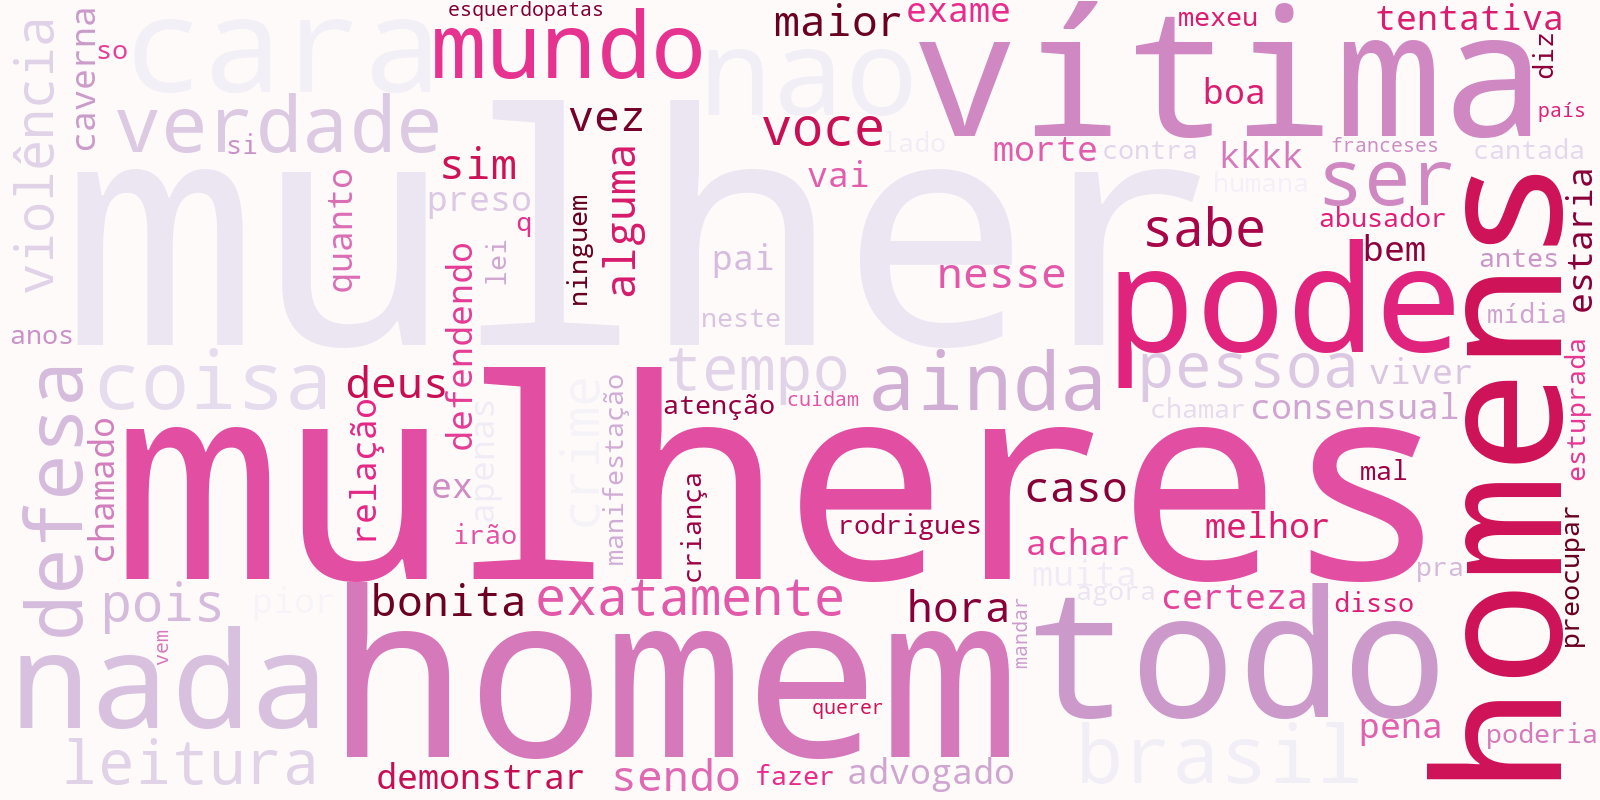 esquerdopatas
maior
exame
mexeu
tentativa
cara
mundo
nao
vítima
diz
so
caverna
violência
verdade
si
vez
voce
lado
boa
país
mulher
sim
preso
q
quanto
alguma
ninguem
vai
morte
contra
kkkk
humana
franceses
cantada
ser
abusador
bem
sabe
estaria
homens
lei
defendendo
pai
nesse
pode
antes
mídia
neste
anos
coisa
deus
tempo
ainda
pessoa
viver
estuprada
defesa
chamado
relação
ex
apenas
crime
manifestação
atenção
cuidam
chamar
consensual
mulheres
irão
criança
rodrigues
caso
mal
melhor
achar
preocupar
pois
pior
bonita
exatamente
hora
muita
agora
certeza
disso
pra
nada
vem
homem
querer
mandar
todo
leitura
demonstrar
sendo
fazer
advogado
brasil
pena
poderia